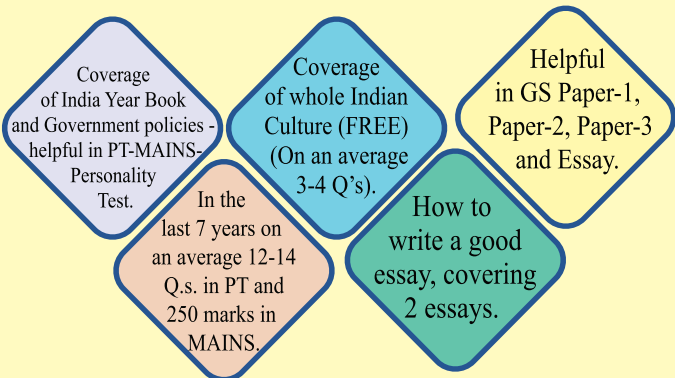 Coverage
of India Year Book
and Government policies -
helpful in PT-MAINS-
Personality
Test.
In the
last 7 years on
an average 12-14
Q.s. in PT and
250 marks in
MAINS.
Coverage
of whole Indian
Culture (FREE)
(On an average
3-4 Q’s).
How to
write a good
essay, covering
2 essays.
Helpful
in GS Paper-1,
Paper-2, Paper-3
and Essay.